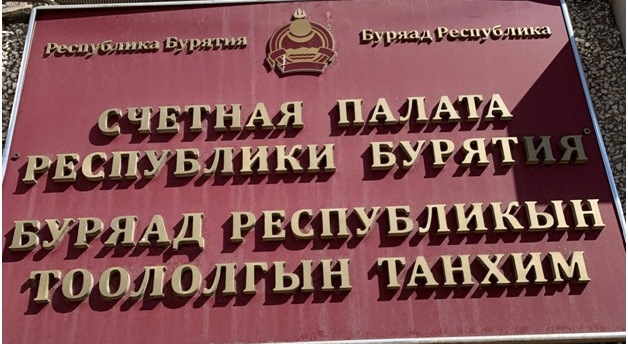 Республика Бурятия
Буряад Республика
СЧЕТНАЯ ПАЛАТА
РЕСПУБЛИКИ БУРЯТИЯ
БУРЯАД РЕСПУБЛИКЫН
ТООЛОЛГЫН ТАНХИМ